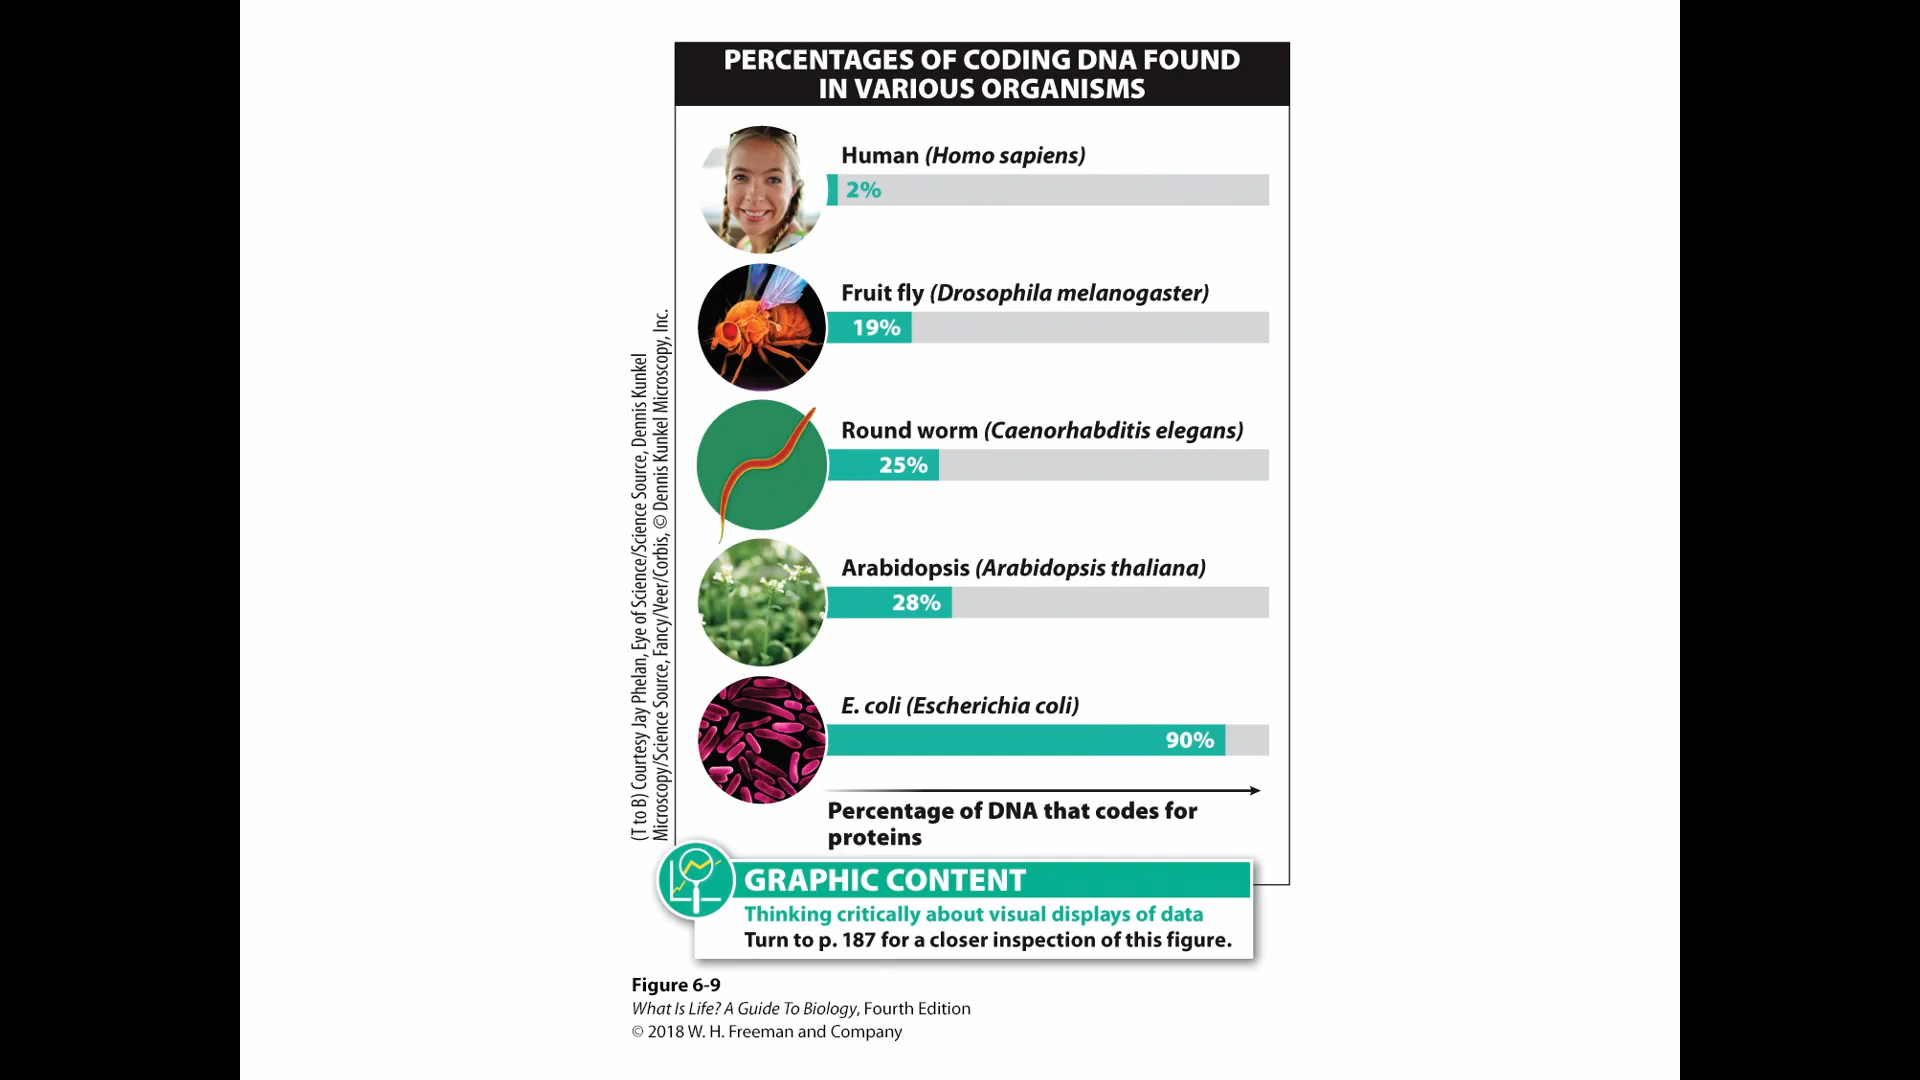 PERCENTAGES OF CODING DNA FOUND
IN VARIOUS ORGANISMS
Human (Homo sapiens)
2%
Fruit fly (Drosophila melanogaster)
19%
Round worm (Caenorhabditis elegans)
25%
Arabidopsis (Arabidopsis thaliana)
28%
E. coli (Escherichia coli)
90%
Percentage of DNA that codes for
proteins
(T to B) Courtesy Jay Phelan, Eye of Science/Science Source, Dennis Kunkel
Microscopy/Science Source, Fancy/Veer/Corbis, © Dennis Kunkel Microscopy, Inc.
GRAPHIC CONTENT
Thinking critically about visual displays of data
Turn to p. 187 for a closer inspection of this figure.
Figure 6-9
What Is Life? A Guide To Biology, Fourth Edition
© 2018 W. H. Freeman and Company